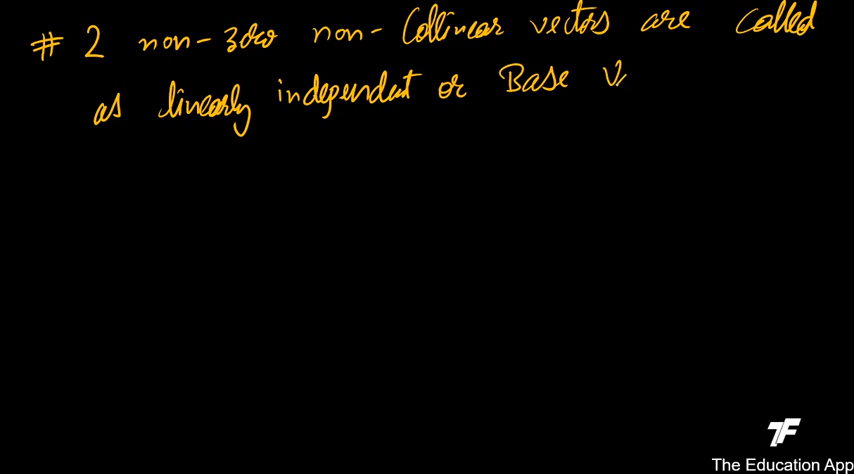 # 2 non-zero non-Collinear vectors are called
as linearly independent or Base
The Education App